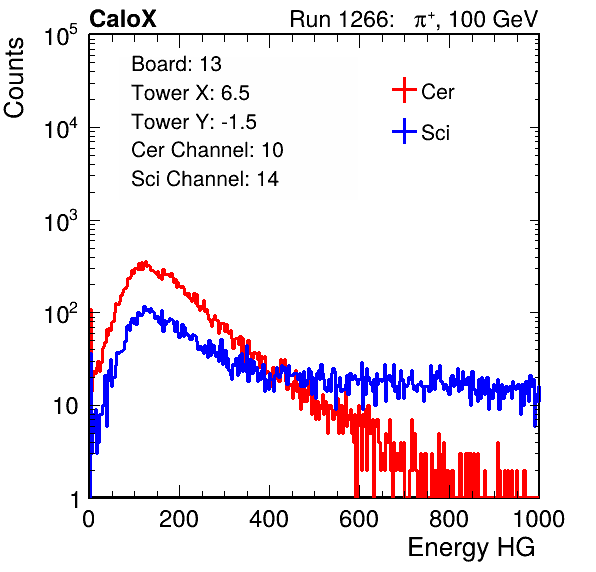 CaloX Run 1266: π⁺, 100 GeV
Counts
Board: 13
Tower X: 6.5
Tower Y: -1.5
Cer Channel: 10
Sci Channel: 14
Cer
Sci
10⁵
10⁴
10³
10²
10
1
0 200 400 600 800 1000
Energy HG